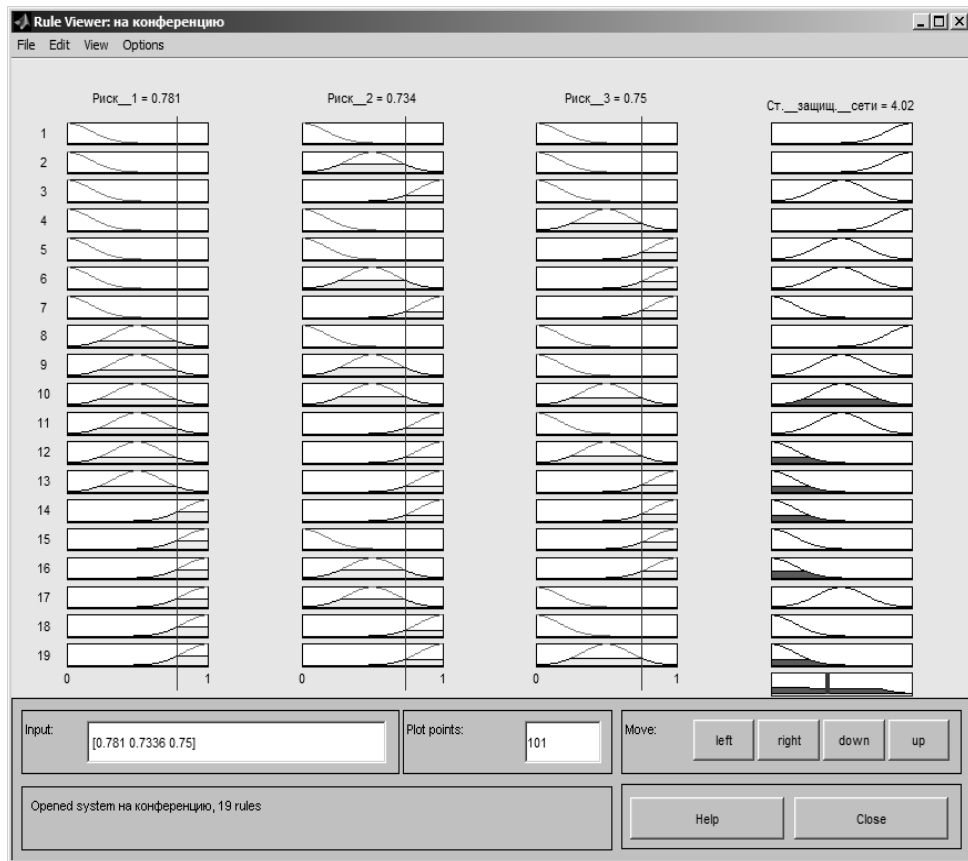 Rule Viewer: на конференцию
File Edit View Options
Риск__1 = 0.781 Риск__2 = 0.734 Риск__3 = 0.75 Ст.__защищ.__сети = 4.02
1
2
3
4
5
6
7
8
9
10
11
12
13
14
15
16
17
18
19
0 1 0 1 0 1
Input: [0.781 0.7336 0.75] Plot points: 101 Move: left right down up
Opened system на конференцию, 19 rules
Help Close